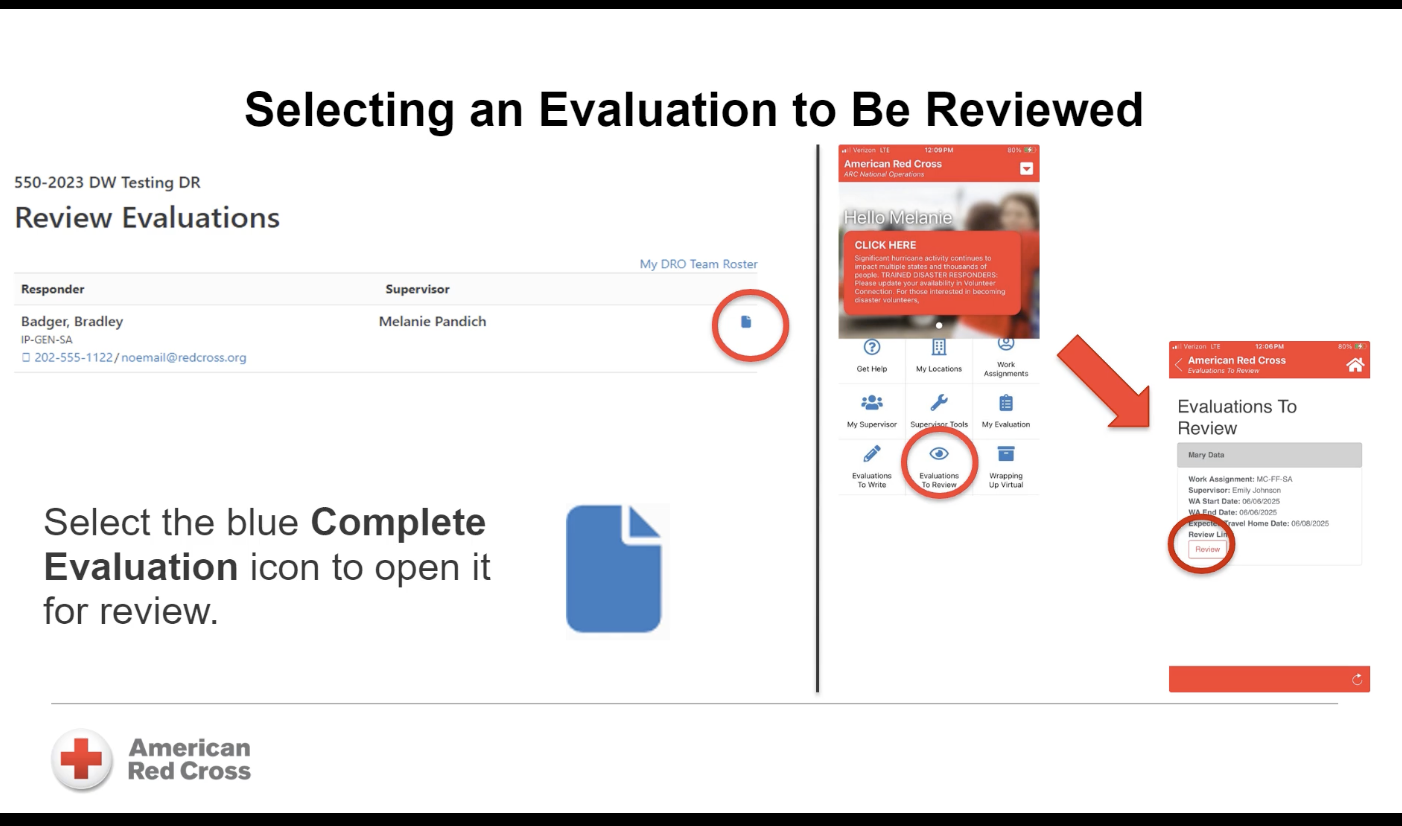 Selecting an Evaluation to Be Reviewed
550-2023 DW Testing DR
Review Evaluations
My DRO Team Roster
Responder Supervisor
Badger, Bradley Melanie Pandich
IP-GEN-SA
202-555-1122/noemail@redcross.org
Select the blue Complete
Evaluation icon to open it
for review.
Verizon LTE 12:09 PM 80%
American Red Cross
ARC National Operations
Hello Melanie
CLICK HERE
Significant hurricane activity continues to
impact multiple states and thousands of
people. TRAINED DISASTER RESPONDERS:
Please update your availability in Volunteer
Connection. For those interested in becoming
disaster volunteers,
Get Help My Locations Work
Assignments
My Supervisor Supervisor Tools My Evaluation
Evaluations
To Write
Evaluations
To Review
Wrapping
Up Virtual
Verizon LTE 12:06PM 80%
American Red Cross
Evaluations To Review
Evaluations To
Review
Mary Data
Work Assignment: MC-FF-SA
Supervisor: Emily Johnson
WA Start Date: 06/06/2025
WA End Date: 06/06/2025
Expected Travel Home Date: 06/08/2025
Review Lin
Review
American
Red Cross